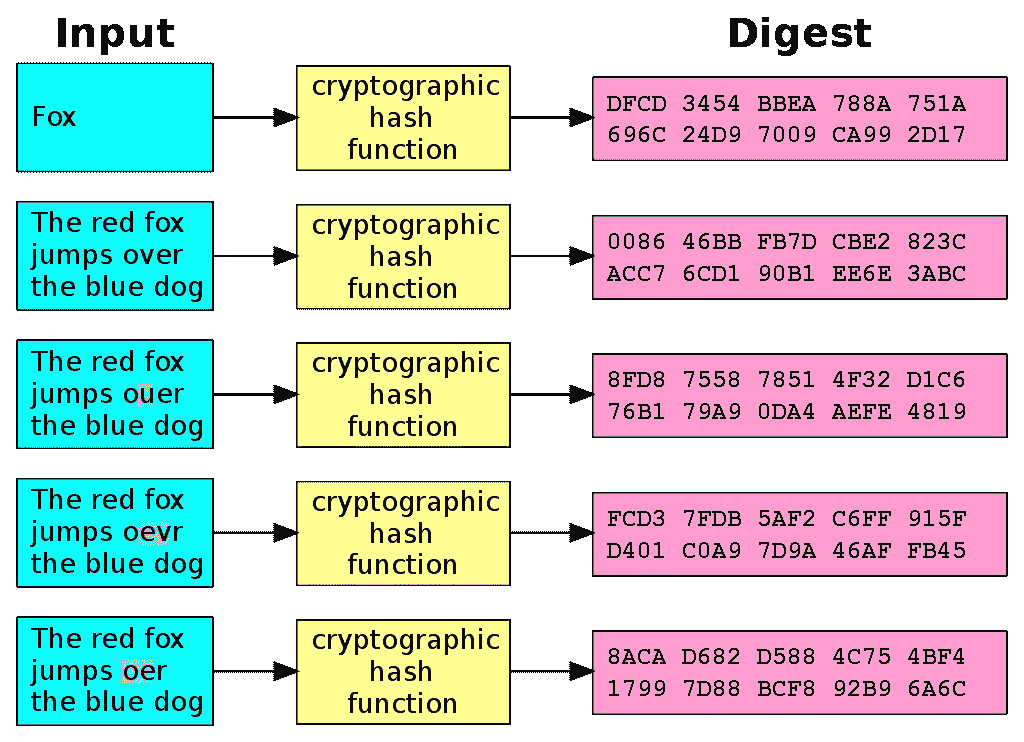 Input
Digest
Fox
cryptographic
hash
function
DFCD 3454 BBEA 788A 751A
696C 24D9 7009 CA99 2D17
The red fox
jumps over
the blue dog
cryptographic
hash
function
0086 46BB FB7D CBE2 823C
ACC7 6CD1 90B1 EE6E 3ABC
The red fox
jumps ouer
the blue dog
cryptographic
hash
function
8FD8 7558 7851 4F32 D1C6
76B1 79A9 0DA4 AEFE 4819
The red fox
jumps oevr
the blue dog
cryptographic
hash
function
FCD3 7FDB 5AF2 C6FF 915F
D401 C0A9 7D9A 46AF FB45
The red fox
jumps oer
the blue dog
cryptographic
hash
function
8ACA D682 D588 4C75 4BF4
1799 7D88 BCF8 92B9 6A6C